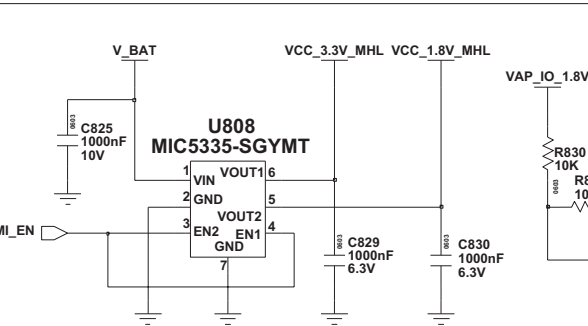 V_BAT
VCC_3.3V_MHL
VCC_1.8V_MHL
VAP_IO_1.8V
0603
C825
1000nF
10V
U808
MIC5335-SGYMT
1
VIN
VOUT1
6
2
GND
5
VOUT2
3
EN2
EN1
4
GND
7
MI_EN
0603
C829
1000nF
6.3V
0603
C830
1000nF
6.3V
R830
10K
0603
R8
10